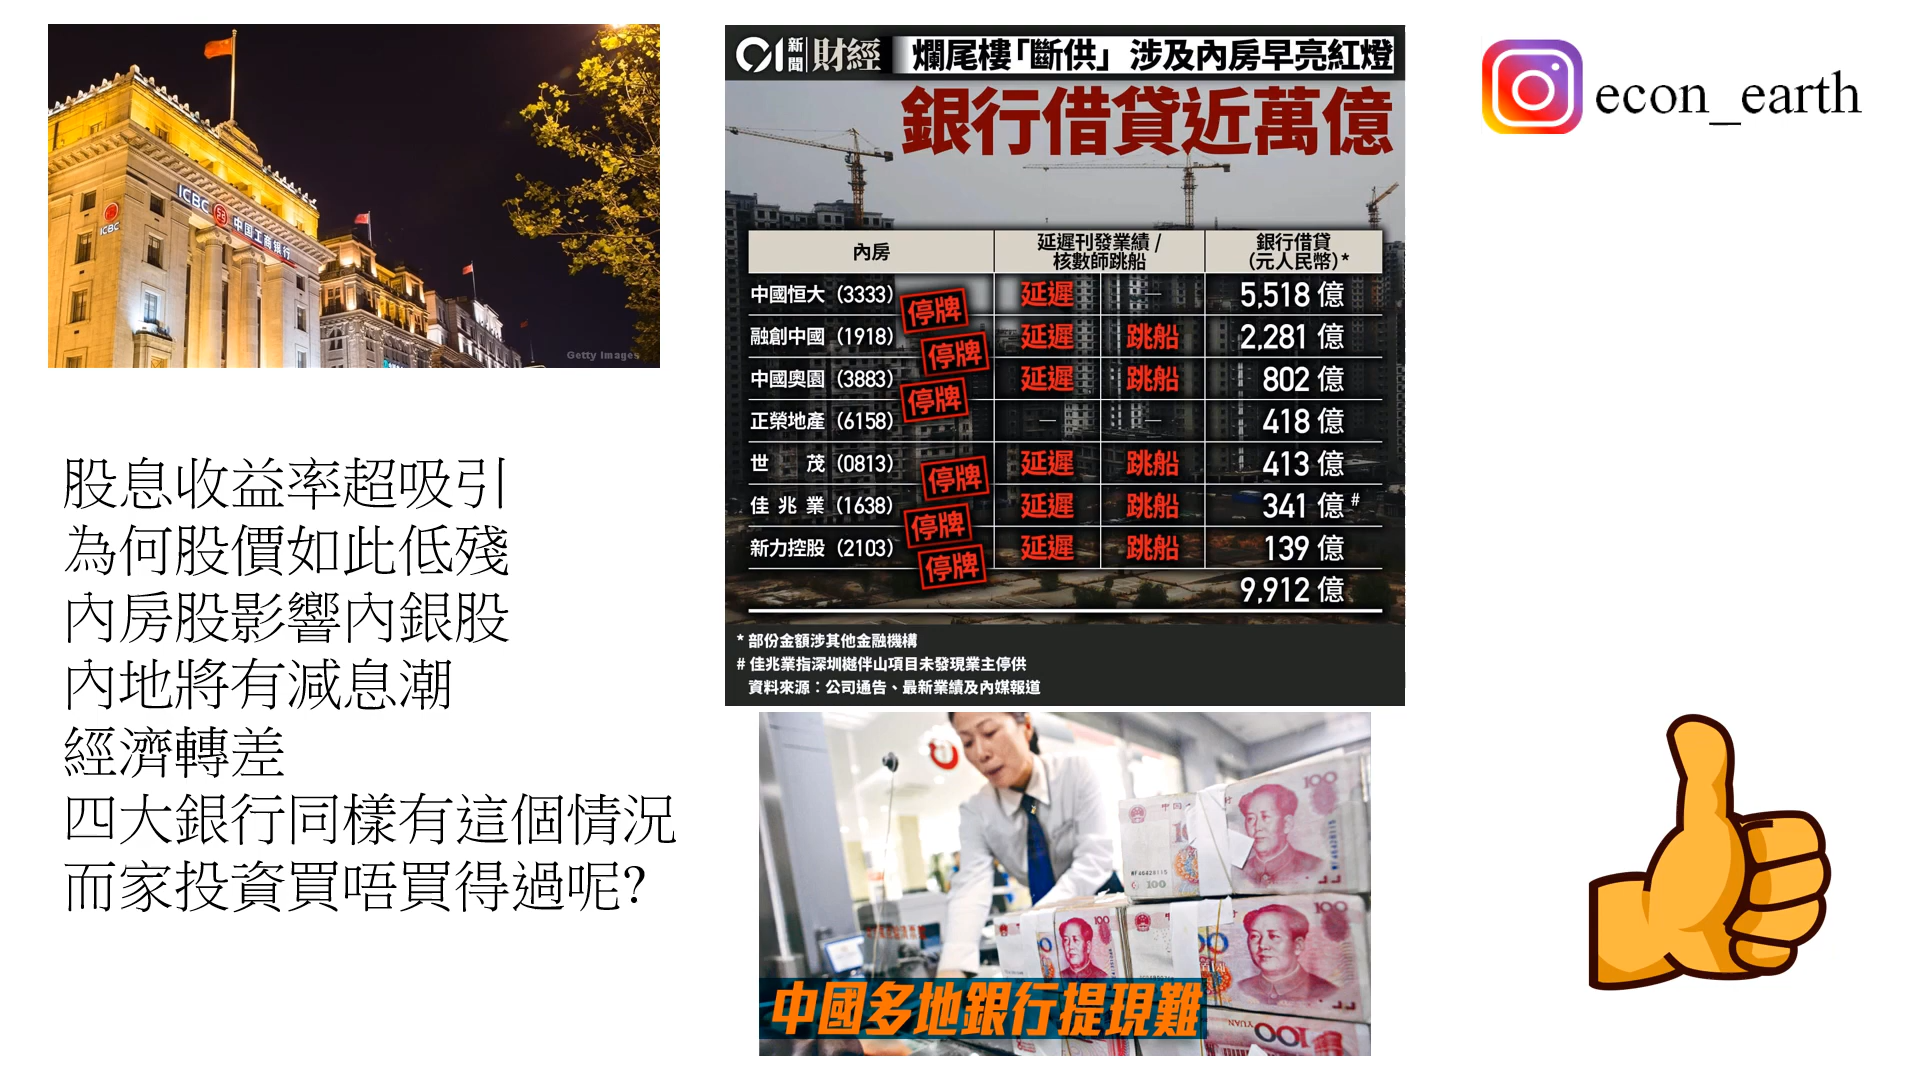 ICBC 中国工商银行
ICBC
Getty Images
股息收益率超吸引
為何股價如此低殘
內房股影響內銀股
內地將有減息潮
經濟轉差
四大銀行同樣有這個情況
而家投資買唔買得過呢?
01 新聞 財經 爛尾樓「斷供」 涉及內房早亮紅燈
銀行借貸近萬億
內房 延遲刊發業績 / 核數師跳船 銀行借貸 (元人民幣)*
中國恒大 (3333) 停牌 延遲 — 5,518 億
融創中國 (1918) 停牌 延遲 跳船 2,281 億
中國奧園 (3883) 停牌 延遲 跳船 802 億
正榮地產 (6158) — — 418 億
世茂 (0813) 停牌 延遲 跳船 413 億
佳兆業 (1638) 停牌 延遲 跳船 341 億 #
新力控股 (2103) 停牌 延遲 跳船 139 億
9,912 億
* 部份金額涉其他金融機構
# 佳兆業指深圳樾伴山項目未發現業主停供
資料來源：公司通告、最新業績及內媒報道
100
100
100
100
YUAN 100
中國多地銀行提現難
econ_earth